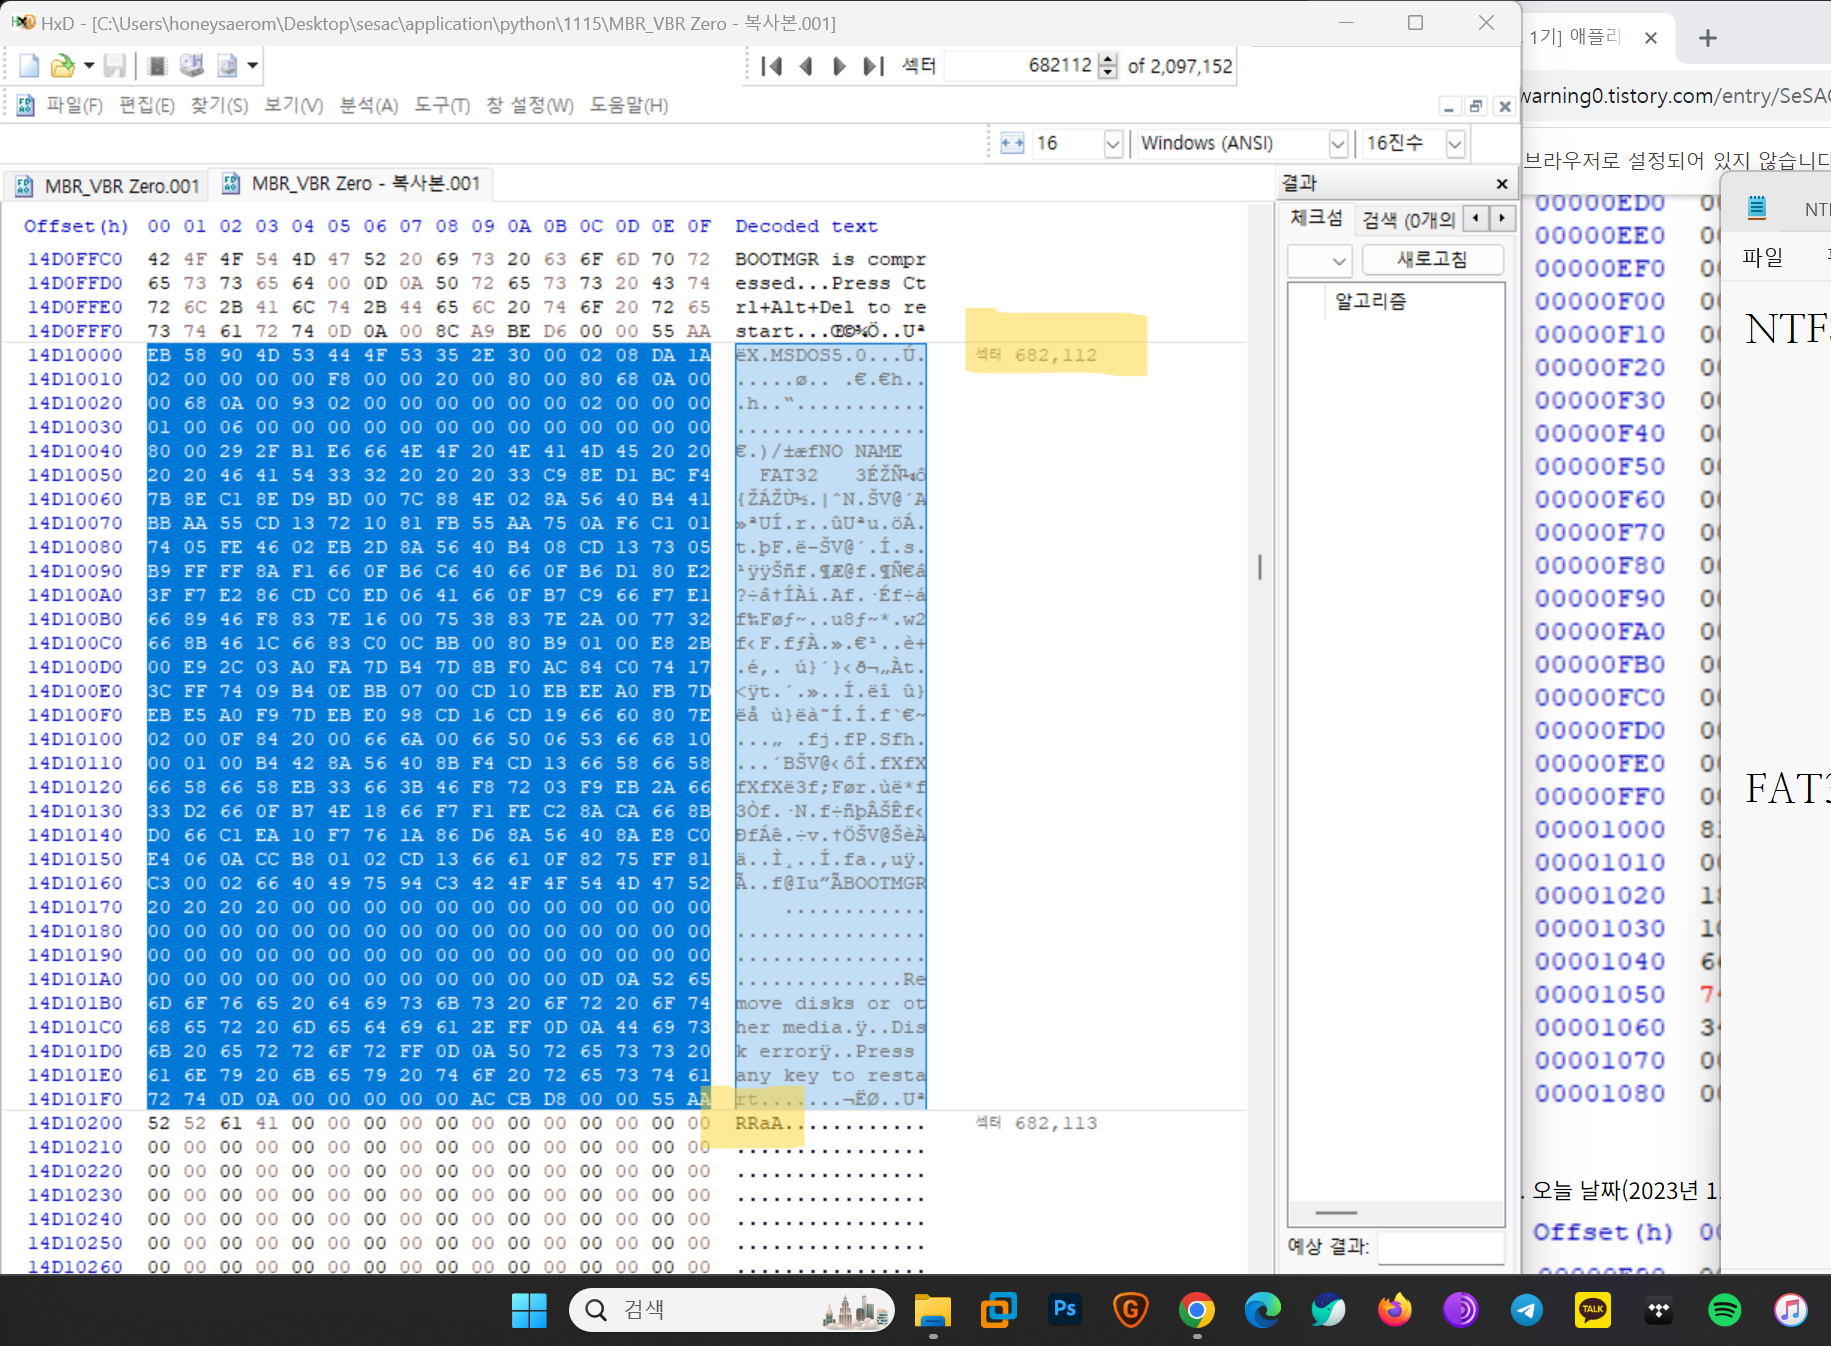 HxD - [C:\Users\honeysaerom\Desktop\sesac\application\python\1115\MBR_VBR Zero - 복사본.001]
섹터 682112 of 2,097,152
파일(F) 편집(E) 찾기(S) 보기(V) 분석(A) 도구(T) 창 설정(W) 도움말(H)
16 Windows (ANSI) 16진수
MBR_VBR Zero.001 MBR_VBR Zero - 복사본.001
Offset(h) 00 01 02 03 04 05 06 07 08 09 0A 0B 0C 0D 0E 0F Decoded text
14D0FFC0 42 4F 4F 54 4D 47 52 20 69 73 20 63 6F 6D 70 72 BOOTMGR is compr
14D0FFD0 65 73 73 65 64 00 0D 0A 50 72 65 73 73 20 43 74 essed...Press Ct
14D0FFE0 72 6C 2B 41 6C 74 2B 44 65 6C 20 74 6F 20 72 65 rl+Alt+Del to re
14D0FFF0 73 74 61 72 74 0D 0A 00 8C A9 BE D6 00 00 55 AA start...Œ©¾Ö..Uª
14D10000 EB 58 90 4D 53 44 4F 53 35 2E 30 00 02 08 DA 1A ëX.MSDOS5.0...Ú. 섹터 682,112
14D10010 02 00 00 00 00 F8 00 00 20 00 80 00 80 68 0A 00 .....ø.. .€.€h..
14D10020 00 68 0A 00 93 02 00 00 00 00 00 00 02 00 00 00 .h..“...........
14D10030 01 00 06 00 00 00 00 00 00 00 00 00 00 00 00 00 ................
14D10040 80 00 29 2F B1 E6 66 4E 4F 20 4E 41 4D 45 20 20 €.)/±æfNO NAME
14D10050 20 20 46 41 54 33 32 20 20 20 33 C9 8E D1 BC F4 FAT32   3ÉŽÑ¼ô
14D10060 7B 8E C1 8E D9 BD 00 7C 88 4E 02 8A 56 40 B4 41 {ŽÁŽÙ½.|ˆN.ŠV@´A
14D10070 BB AA 55 CD 13 72 10 81 FB 55 AA 75 0A F6 C1 01 »ªUÍ.r..ûUªu.öÁ.
14D10080 74 05 FE 46 02 EB 2D 8A 56 40 B4 08 CD 13 73 05 t.þF.ë-ŠV@´.Í.s.
14D10090 B9 FF FF 8A F1 66 0F B6 C6 40 66 0F B6 D1 80 E2 ¹ÿÿŠñf.¶Æ@f.¶Ñ€â
14D100A0 3F F7 E2 86 CD C0 ED 06 41 66 0F B7 C9 66 F7 E1 ?÷â†ÍÀí.Af.·Éf÷á
14D100B0 66 89 46 F8 83 7E 16 00 75 38 83 7E 2A 00 77 32 f‰Føƒ~..u8ƒ~*.w2
14D100C0 66 8B 46 1C 66 83 C0 0C BB 00 80 B9 01 00 E8 2B f‹F.fƒÀ.».€¹..è+
14D100D0 00 E9 2C 03 A0 FA 7D B4 7D 8B F0 AC 84 C0 74 17 .é,. ú}´}‹ð¬„Àt.
14D100E0 3C FF 74 09 B4 0E BB 07 00 CD 10 EB EE A0 FB 7D <ÿt.´.»..Í.ëî û}
14D100F0 EB E5 A0 F9 7D EB E0 98 CD 16 CD 19 66 60 80 7E ëå ù}ëà˜Í.Í.f`€~
14D10100 02 00 0F 84 20 00 66 6A 00 66 50 06 53 66 68 10 ...„ .fj.fP.Sfh.
14D10110 00 01 00 B4 42 8A 56 40 8B F4 CD 13 66 58 66 58 ...´BŠV@‹ôÍ.fXfX
14D10120 66 58 66 58 EB 33 66 3B 46 F8 72 03 F9 EB 2A 66 fXfXë3f;Før.ùë*f
14D10130 33 D2 66 0F B7 4E 18 66 F7 F1 FE C2 8A CA 66 8B 3Òf.·N.f÷ñþÂŠÊf‹
14D10140 D0 66 C1 EA 10 F7 76 1A 86 D6 8A 56 40 8A E8 C0 ÐfÁê.÷v.†ÖŠV@ŠèÀ
14D10150 E4 06 0A CC B8 01 02 CD 13 66 61 0F 82 75 FF 81 ä..Ì¸..Í.fa.‚uÿ.
14D10160 C3 00 02 66 40 49 75 94 C3 42 4F 4F 54 4D 47 52 Ã..f@Iu”ÃBOOTMGR
14D10170 20 20 20 20 00 00 00 00 00 00 00 00 00 00 00 00 ............
14D10180 00 00 00 00 00 00 00 00 00 00 00 00 00 00 00 00 ................
14D10190 00 00 00 00 00 00 00 00 00 00 00 00 00 00 00 00 ................
14D101A0 00 00 00 00 00 00 00 00 00 00 00 00 0D 0A 52 65 ..............Re
14D101B0 6D 6F 76 65 20 64 69 73 6B 73 20 6F 72 20 6F 74 move disks or ot
14D101C0 68 65 72 20 6D 65 64 69 61 2E FF 0D 0A 44 69 73 her media.ÿ..Dis
14D101D0 6B 20 65 72 72 6F 72 FF 0D 0A 50 72 65 73 73 20 k errorÿ..Press
14D101E0 61 6E 79 20 6B 65 79 20 74 6F 20 72 65 73 74 61 any key to resta
14D101F0 72 74 0D 0A 00 00 00 00 00 AC CB D8 00 00 55 AA rt.......¬ËØ..Uª
14D10200 52 52 61 41 00 00 00 00 00 00 00 00 00 00 00 00 RRaA............ 섹터 682,113
14D10210 00 00 00 00 00 00 00 00 00 00 00 00 00 00 00 00 ................
14D10220 00 00 00 00 00 00 00 00 00 00 00 00 00 00 00 00 ................
14D10230 00 00 00 00 00 00 00 00 00 00 00 00 00 00 00 00 ................
14D10240 00 00 00 00 00 00 00 00 00 00 00 00 00 00 00 00 ................
14D10250 00 00 00 00 00 00 00 00 00 00 00 00 00 00 00 00 ................
14D10260 00 00 00 00 00 00 00 00 00 00 00 00 00 00 00 00 ................
결과
체크섬 검색 (0개의
새로고침
알고리즘
예상 결과:
1기] 애플리
warning0.tistory.com/entry/SeSA
브라우저로 설정되어 있지 않습니다
00000ED0 00
00000EE0 00
00000EF0 00
00000F00 00
00000F10 00
00000F20 00
00000F30 00
00000F40 00
00000F50 00
00000F60 00
00000F70 00
00000F80 00
00000F90 00
00000FA0 00
00000FB0 00
00000FC0 00
00000FD0 00
00000FE0 00
00000FF0 00
00001000 8
00001010 00
00001020 1
00001030 1
00001040 6
00001050 7
00001060 3
00001070 00
00001080 00
. 오늘 날짜(2023년 1
Offset(h) 00
NT
파일
NTF
FAT
검색
Ps
G
TALK